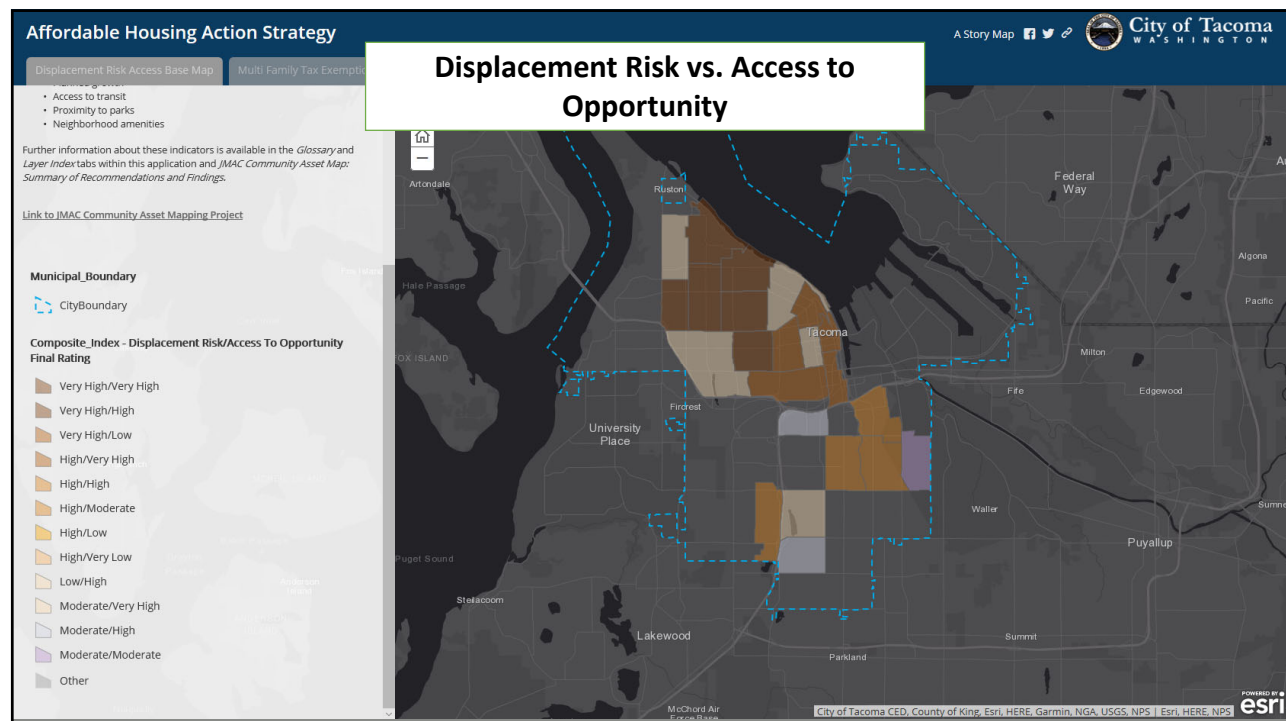 Affordable Housing Action Strategy
A Story Map
City of Tacoma
WASHINGTON
Displacement Risk Access Base Map
Multi Family Tax Exemptio
Displacement Risk vs. Access to
Opportunity
• Access to transit
• Proximity to parks
• Neighborhood amenities
Further information about these indicators is available in the Glossary and
Layer Index tabs within this application and JMAC Community Asset Map:
Summary of Recommendations and Findings.
Link to JMAC Community Asset Mapping Project
Municipal_Boundary
CityBoundary
Composite_Index - Displacement Risk/Access To Opportunity
Final Rating
Very High/Very High
Very High/High
Very High/Low
High/Very High
High/High
High/Moderate
High/Low
High/Very Low
Low/High
Moderate/Very High
Moderate/High
Moderate/Moderate
Other
Artondale
Ruston
Federal
Way
Algona
Hale Passage
Pacific
Tacoma
Milton
FOX ISLAND
Fife
Edgewood
Fircrest
University
Place
Waller
Sumne
Puyallup
Puget Sound
Steilacoom
Lakewood
Summit
Parkland
McChord Air
Force Base
City of Tacoma CED, County of King, Esri, HERE, Garmin, NGA, USGS, NPS | Esri, HERE, NPS
POWERED BY
esri